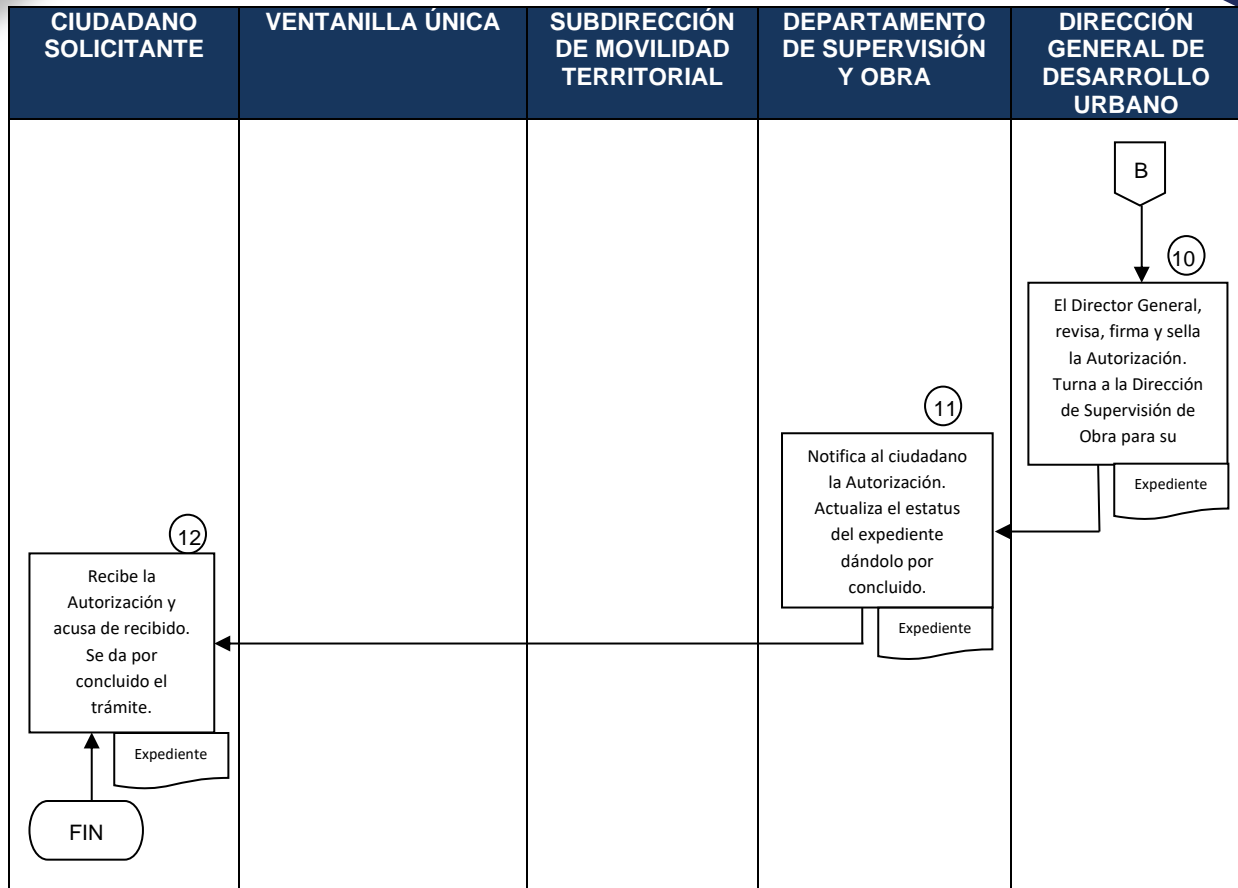 CIUDADANO
SOLICITANTE
VENTANILLA ÚNICA
SUBDIRECCIÓN
DE MOVILIDAD
TERRITORIAL
DEPARTAMENTO
DE SUPERVISIÓN
Y OBRA
DIRECCIÓN
GENERAL DE
DESARROLLO
URBANO
B
10
El Director General,
revisa, firma y sella
la Autorización.
Turna a la Dirección
de Supervisión de
Obra para su
Expediente
11
Notifica al ciudadano
la Autorización.
Actualiza el estatus
del expediente
dándolo por
concluido.
Expediente
12
Recibe la
Autorización y
acusa de recibido.
Se da por
concluido el
trámite.
Expediente
FIN